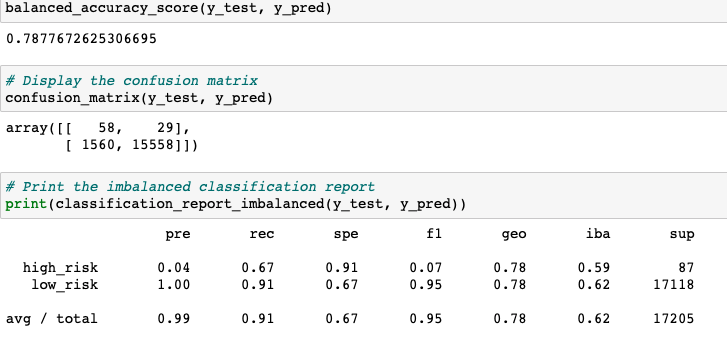 balanced_accuracy_score(y_test, y_pred)
0.7877672625306695
# Display the confusion matrix
confusion_matrix(y_test, y_pred)
array([[   58,    29],
       [ 1560, 15558]])
# Print the imbalanced classification report
print(classification_report_imbalanced(y_test, y_pred))
pre rec spe f1 geo iba sup
high_risk 0.04 0.67 0.91 0.07 0.78 0.59 87
low_risk 1.00 0.91 0.67 0.95 0.78 0.62 17118
avg / total 0.99 0.91 0.67 0.95 0.78 0.62 17205